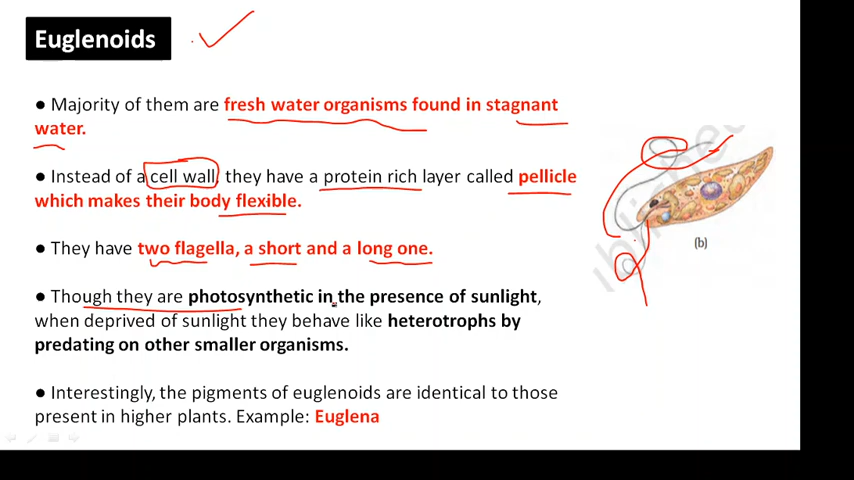 Euglenoids
● Majority of them are fresh water organisms found in stagnant
water.
● Instead of a cell wall, they have a protein rich layer called pellicle
which makes their body flexible.
● They have two flagella, a short and a long one.
● Though they are photosynthetic in the presence of sunlight,
when deprived of sunlight they behave like heterotrophs by
predating on other smaller organisms.
● Interestingly, the pigments of euglenoids are identical to those
present in higher plants. Example: Euglena
(b)